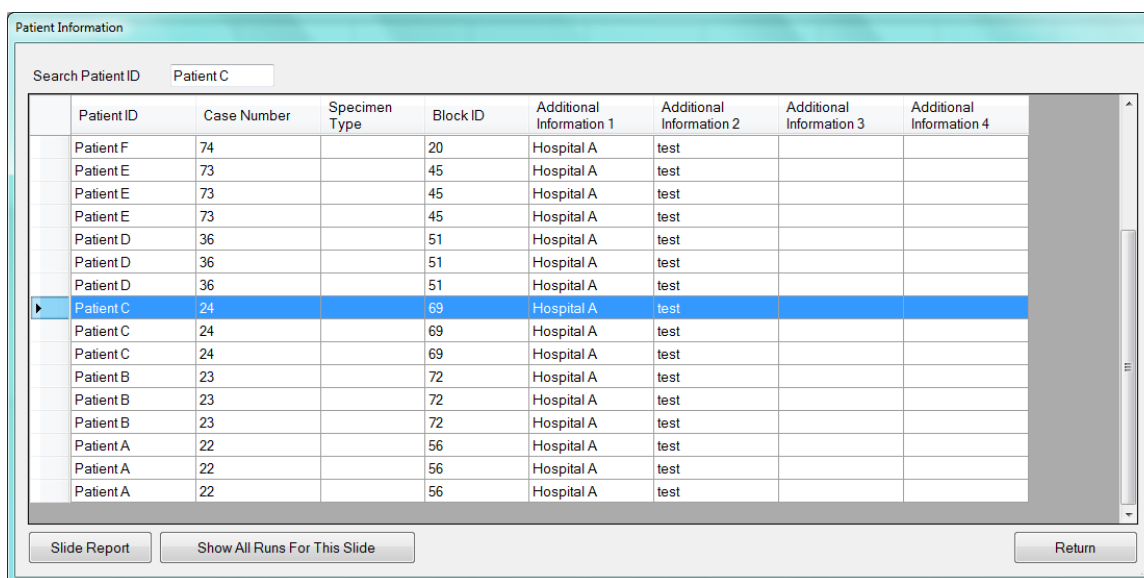 Patient Information
Search Patient ID Patient C
Patient ID Case Number Specimen Type Block ID Additional Information 1 Additional Information 2 Additional Information 3 Additional Information 4
Patient F 74 20 Hospital A test
Patient E 73 45 Hospital A test
Patient E 73 45 Hospital A test
Patient E 73 45 Hospital A test
Patient D 36 51 Hospital A test
Patient D 36 51 Hospital A test
Patient D 36 51 Hospital A test
Patient C 24 69 Hospital A test
Patient C 24 69 Hospital A test
Patient C 24 69 Hospital A test
Patient B 23 72 Hospital A test
Patient B 23 72 Hospital A test
Patient B 23 72 Hospital A test
Patient A 22 56 Hospital A test
Patient A 22 56 Hospital A test
Patient A 22 56 Hospital A test
Slide Report Show All Runs For This Slide Return